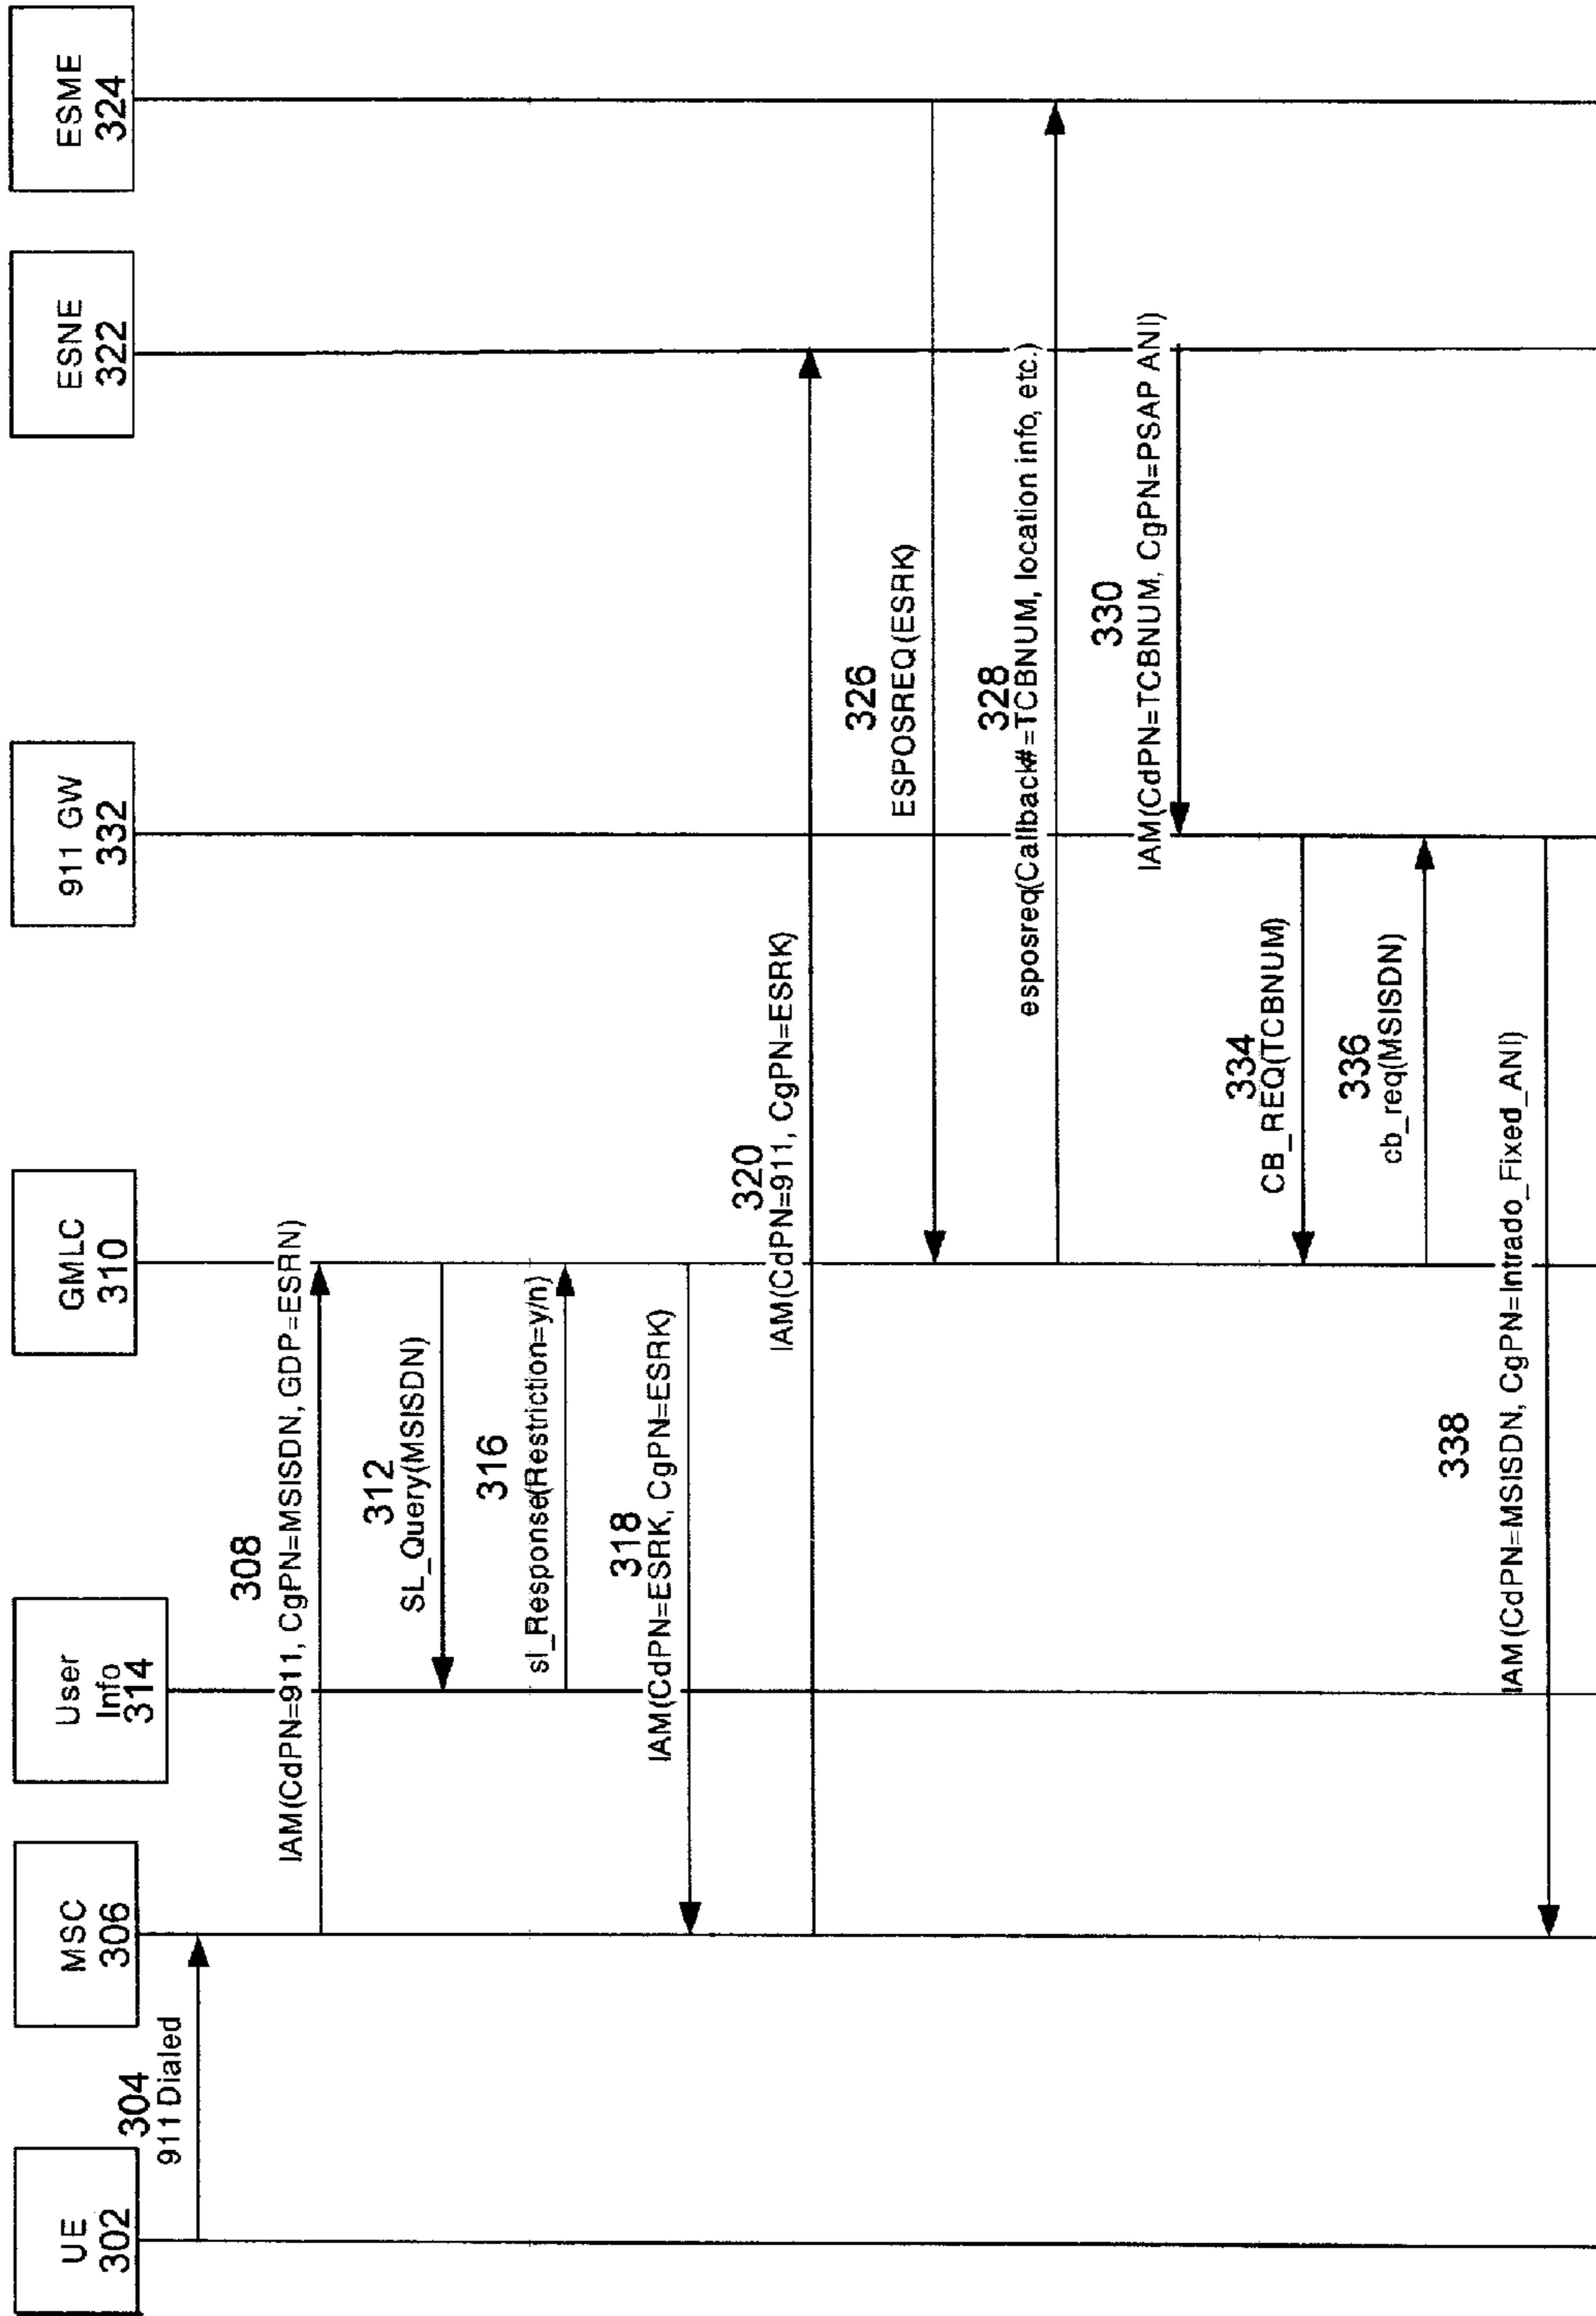 UE
302
MSC
306
User
Info
314
GMLC
310
911 GW
332
ESNE
322
ESME
324
304
911 Dialed
308
IAM(CdPN=911, CgPN=MSISDN, GDP=ESRN)
312
SL_Query(MSISDN)
316
sl_Response(Restriction=y/n)
318
IAM(CdPN=ESRK, CgPN=ESRK)
320
IAM(CdPN=911, CgPN=ESRK)
326
ESPOSREQ(ESRK)
328
esposreq(Callback#=TCBNUM, location info, etc.)
330
IAM(CdPN=TCBNUM, CgPN=PSAP ANI)
334
CB_REQ(TCBNUM)
336
cb_req(MSISDN)
338
IAM(CdPN=MSISDN, CgPN=Intrado_Fixed_ANI)